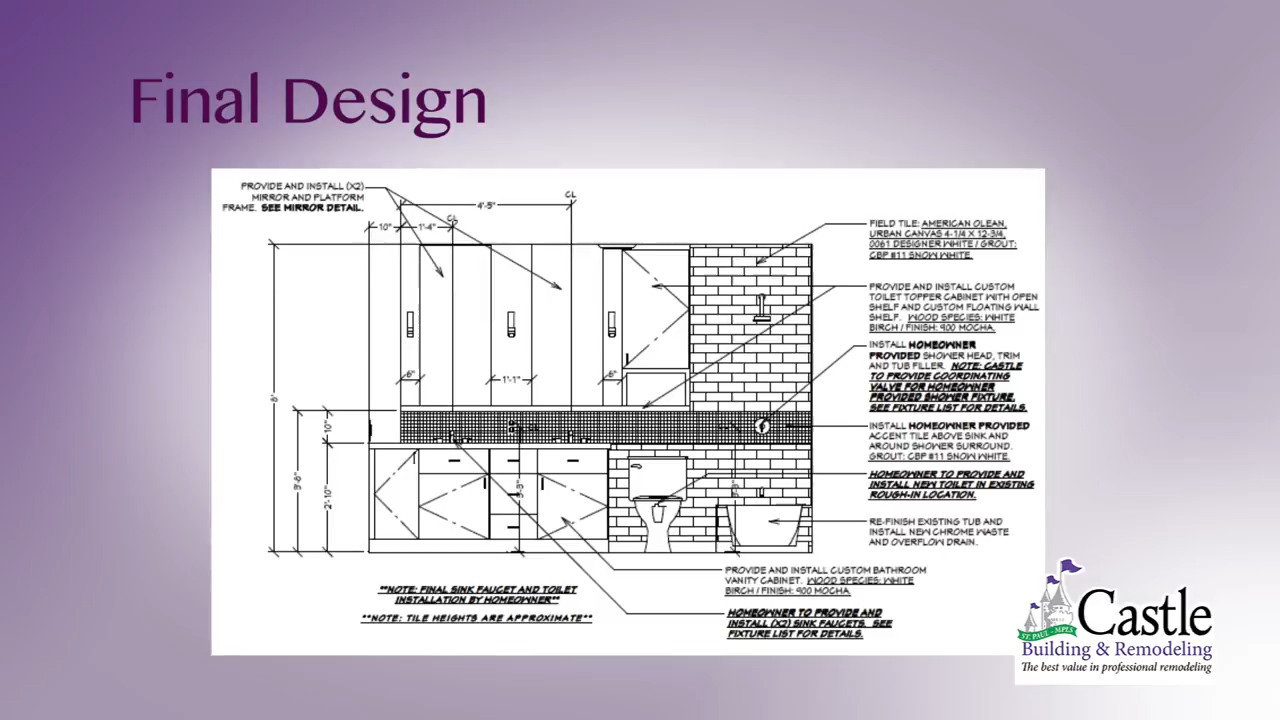 Final Design
PROVIDE AND INSTALL (X2)
MIRROR AND PLATFORM
FRAME. SEE MIRROR DETAIL.
CL
4'-5"
CL
10"
1'-4"
6"
1'-1"
6"
8'
10"
3'-8"
2'-10"
3'-3"
3'-3"
FIELD TILE: AMERICAN OLEAN,
URBAN CANVAS 4-1/4 X 12-3/4,
0061 DESIGNER WHITE / GROUT:
CBP #11 SNOW WHITE.
PROVIDE AND INSTALL CUSTOM
TOILET TOPPER CABINET WITH OPEN
SHELF AND CUSTOM FLOATING WALL
SHELF. WOOD SPECIES: WHITE
BIRCH / FINISH: 900 MOCHA.
INSTALL HOMEOWNER
PROVIDED SHOWER HEAD, TRIM
AND TUB FILLER. NOTE: CASTLE
TO PROVIDE COORDINATING
VALVE FOR HOMEOWNER
PROVIDED SHOWER FIXTURE,
SEE FIXTURE LIST FOR DETAILS.
INSTALL HOMEOWNER PROVIDED
ACCENT TILE ABOVE SINK AND
AROUND SHOWER SURROUND.
GROUT: CBP #11 SNOW WHITE.
HOMEOWNER TO PROVIDE AND
INSTALL NEW TOILET IN EXISTING
ROUGH-IN LOCATION.
RE-FINISH EXISTING TUB AND
INSTALL NEW CHROME WASTE
AND OVERFLOW DRAIN.
PROVIDE AND INSTALL CUSTOM BATHROOM
VANITY CABINET. WOOD SPECIES: WHITE
BIRCH / FINISH: 900 MOCHA.
HOMEOWNER TO PROVIDE AND
INSTALL (X2) SINK FAUCETS. SEE
FIXTURE LIST FOR DETAILS.
**NOTE: FINAL SINK FAUCET AND TOILET
INSTALLATION BY HOMEOWNER**
**NOTE: TILE HEIGHTS ARE APPROXIMATE**
ST. PAUL - MPLS
Castle
Building & Remodeling
The best value in professional remodeling